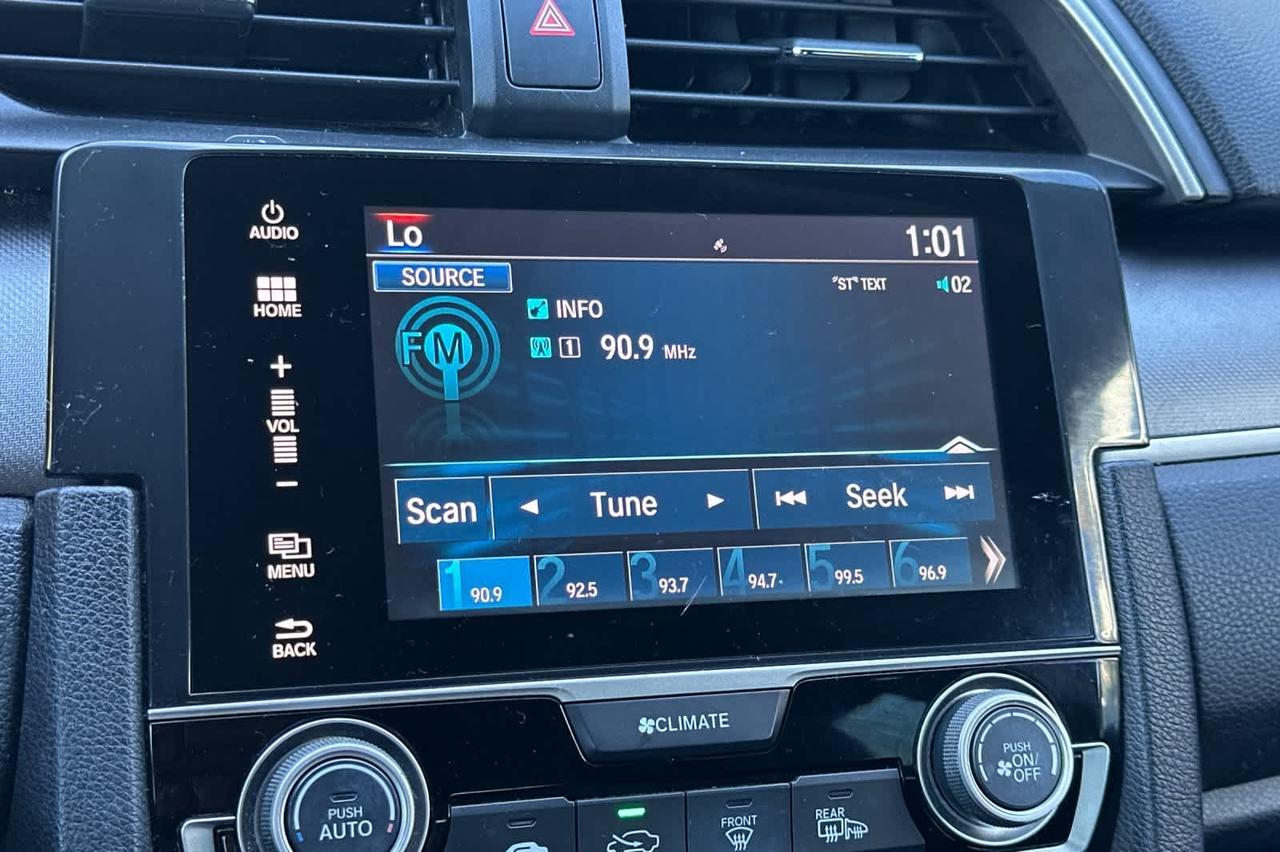 AUDIO
HOME
+
VOL
−
MENU
BACK
Lo
1:01
SOURCE
"ST" TEXT
02
FM
INFO
1 90.9 MHz
Scan
Tune
Seek
1 90.9
2 92.5
3 93.7
4 94.7
5 99.5
6 96.9
CLIMATE
PUSH
AUTO
FRONT
REAR
PUSH
ON/
OFF